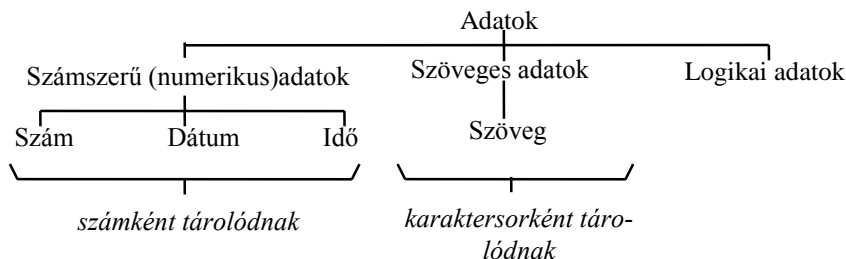 Adatok
Számszerű (numerikus)adatok
Szöveges adatok
Logikai adatok
Szám
Dátum
Idő
Szöveg
számként tárolódnak
karaktersorként táro-
lódnak